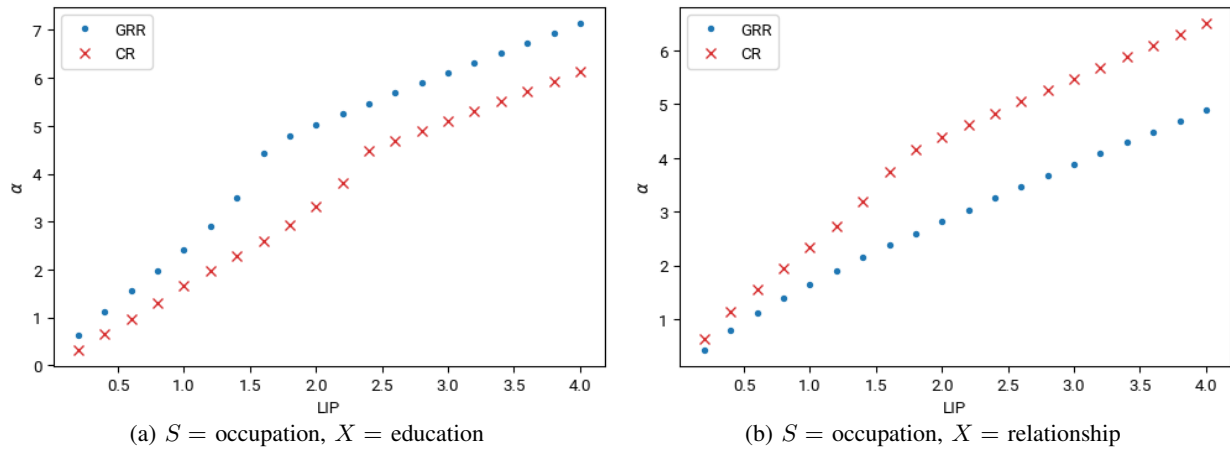 GRR
CR
7
6
5
4
3
2
1
0
α
0.5 1.0 1.5 2.0 2.5 3.0 3.5 4.0
LIP
(a) S = occupation, X = education
GRR
CR
6
5
4
3
2
1
α
0.5 1.0 1.5 2.0 2.5 3.0 3.5 4.0
LIP
(b) S = occupation, X = relationship